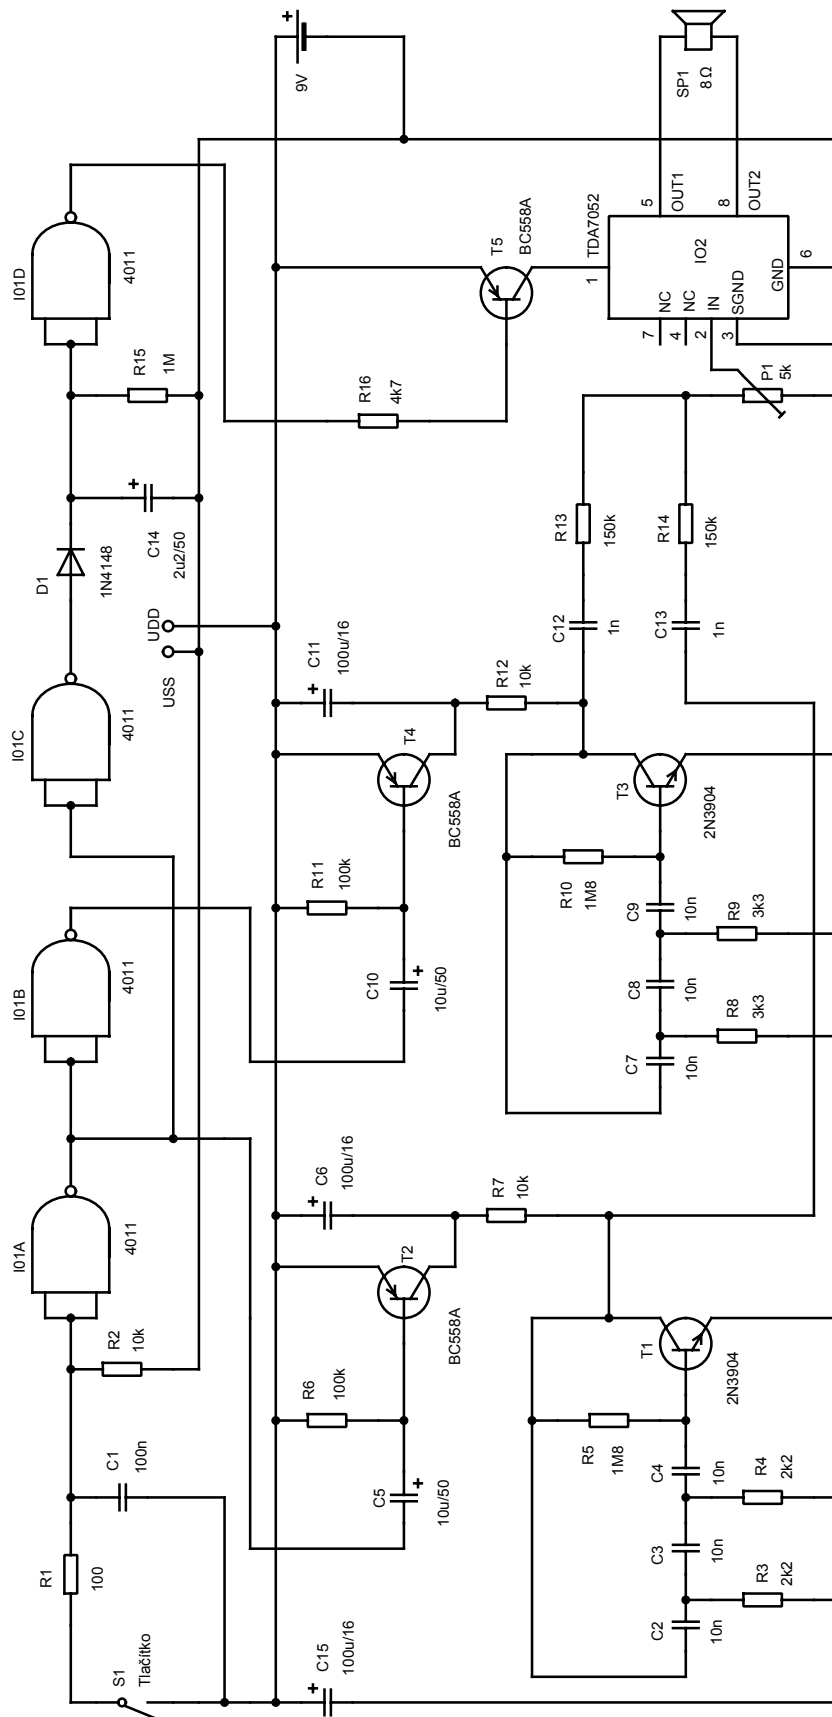 I01D
4011
R15
1M
+
C14
2u2/50
D1
1N4148
I01C
4011
I01B
4011
I01A
4011
R2
10k
C1
100n
R1
100
S1
Tlačítko
+
9V
T5
BC558A
R16
4k7
UDD
USS
+
C11
100u/16
T4
BC558A
R12
10k
R11
100k
C10
+
10u/50
+
C6
100u/16
T2
BC558A
R7
10k
R6
100k
C5
+
10u/50
+
C15
100u/16
SP1
8Ω
5
OUT1
8
OUT2
TDA7052
IO2
1
7
NC
4
NC
2
IN
3
SGND
GND
6
P1
5k
R13
150k
R14
150k
C12
1n
C13
1n
T3
2N3904
R10
1M8
C9
10n
R9
3k3
C8
10n
R8
3k3
C7
10n
T1
2N3904
R5
1M8
C4
10n
R4
2k2
C3
10n
R3
2k2
C2
10n